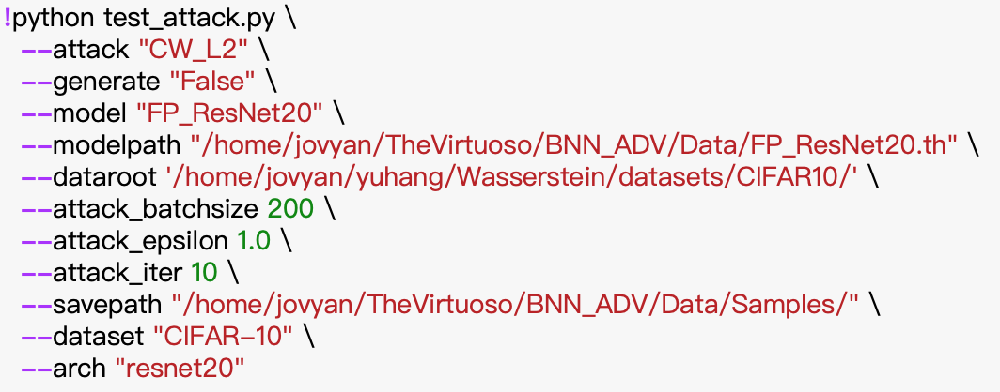 !python test_attack.py \
--attack "CW_L2" \
--generate "False" \
--model "FP_ResNet20" \
--modelpath "/home/jovyan/TheVirtuoso/BNN_ADV/Data/FP_ResNet20.th" \
--dataroot '/home/jovyan/yuhang/Wasserstein/datasets/CIFAR10/' \
--attack_batchsize 200 \
--attack_epsilon 1.0 \
--attack_iter 10 \
--savepath "/home/jovyan/TheVirtuoso/BNN_ADV/Data/Samples/" \
--dataset "CIFAR-10" \
--arch "resnet20"